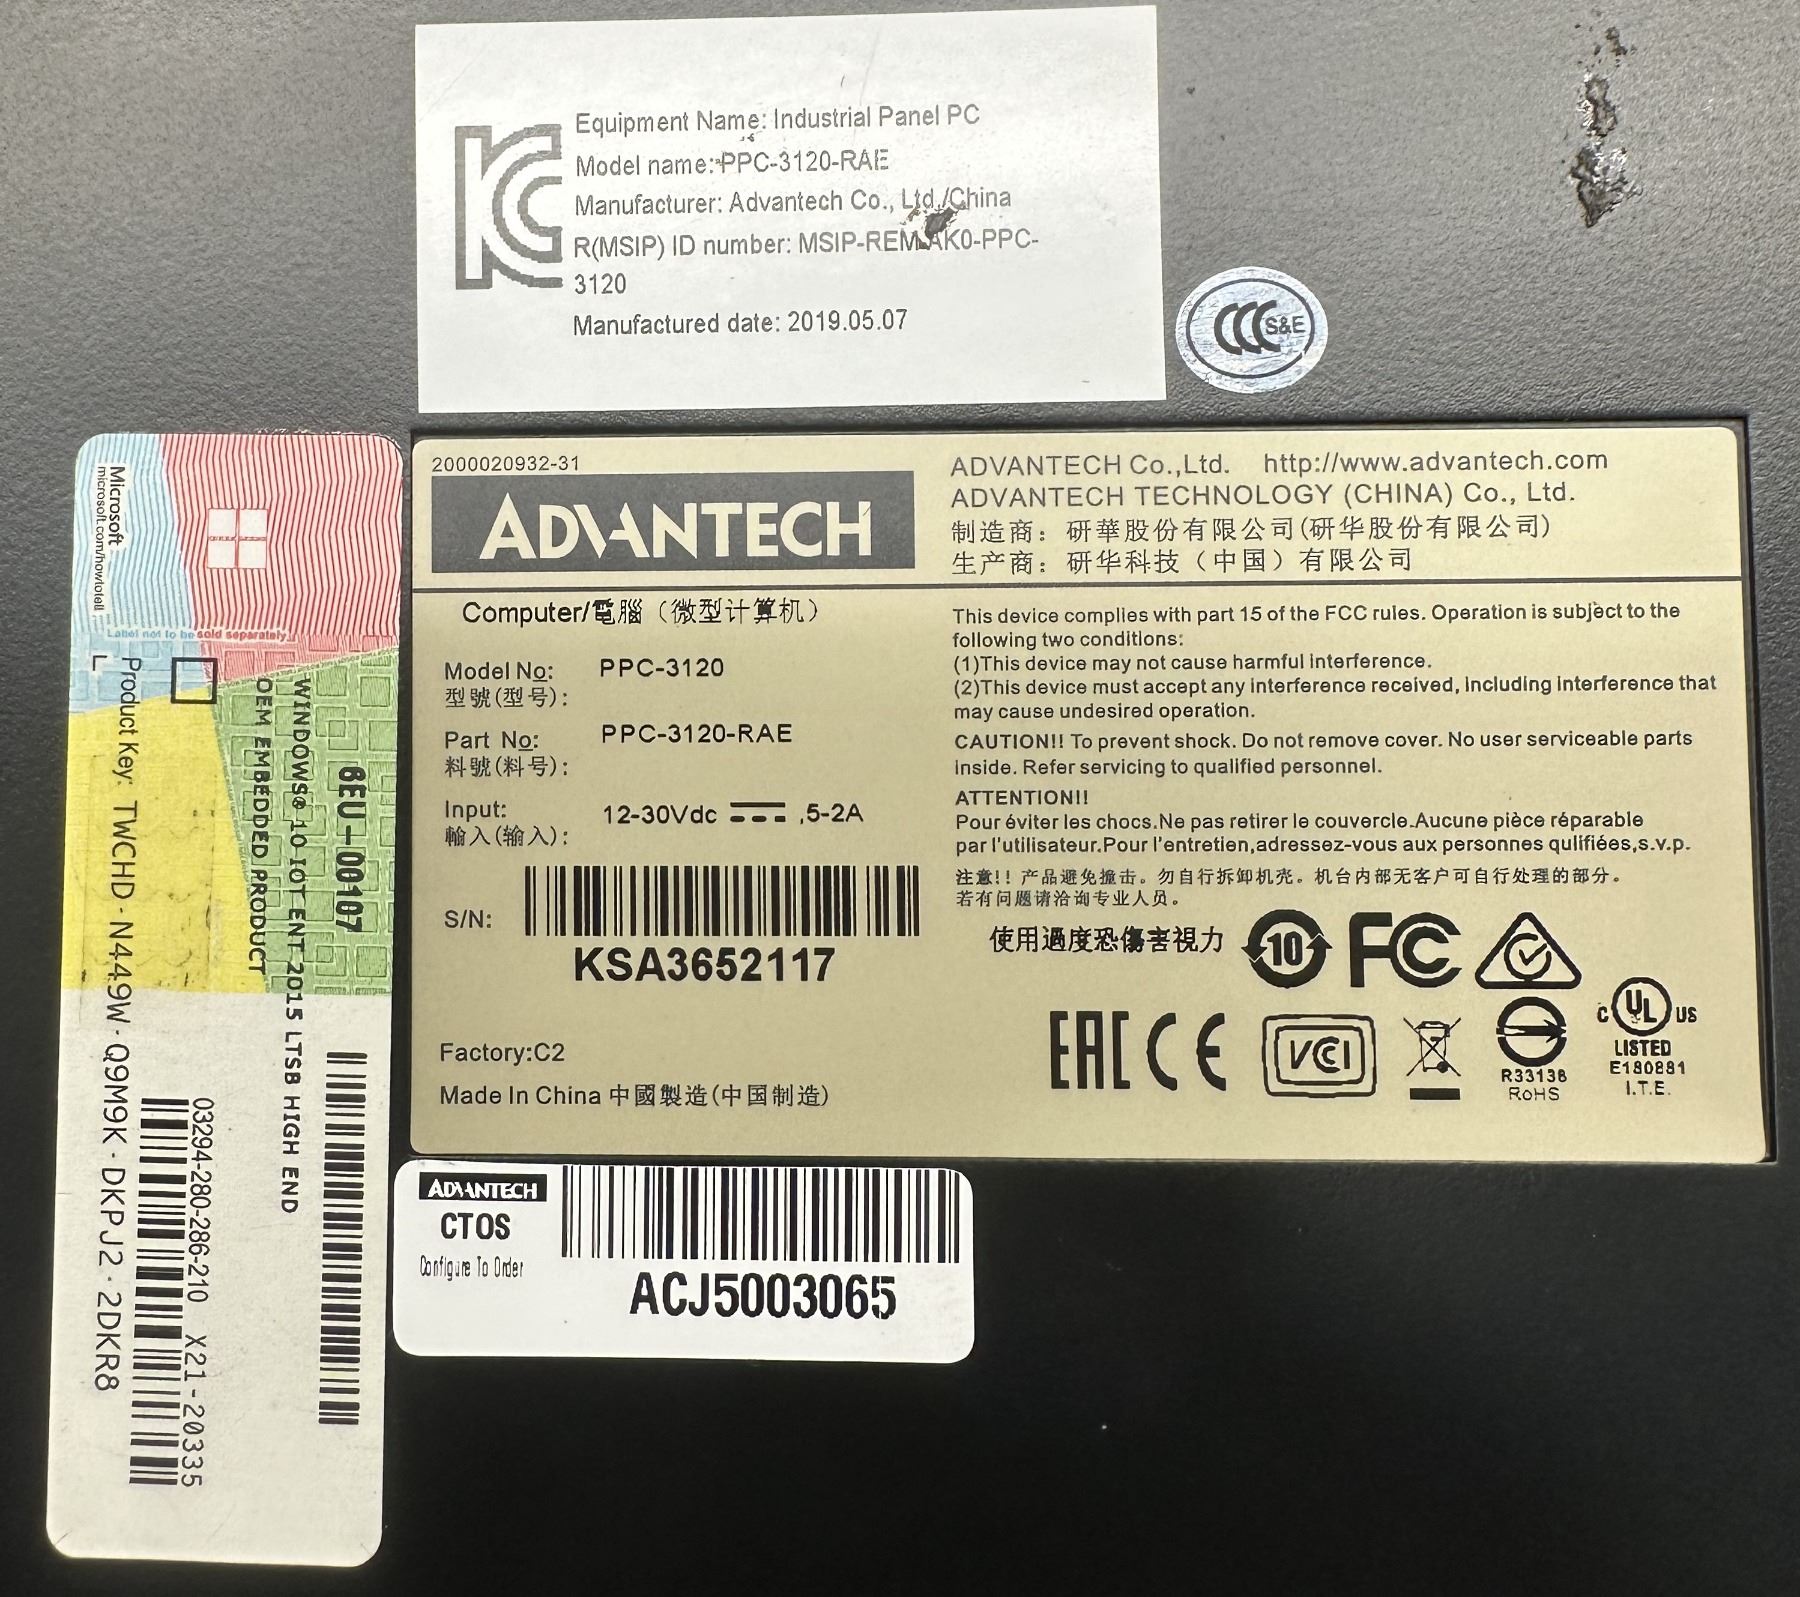 Equipment Name: Industrial Panel PC
Model name: PPC-3120-RAE
Manufacturer: Advantech Co., Ltd./China
R(MSIP) ID number: MSIP-REM-AK0-PPC-
3120
Manufactured date: 2019.05.07
CCC S&E
Microsoft
microsoft.com/howtotell
Label not to be sold separately
Product Key: TWCHD-N449W-Q9M9K-DKPJ2-2DKR8
6EU-00107
WINDOWS® 10 IOT ENT 2015 LTSB HIGH END
OEM EMBEDDED PRODUCT
03294-280-286-210 X21-20335
2000020932-31
ADVANTECH
ADVANTECH Co.,Ltd. http://www.advantech.com
ADVANTECH TECHNOLOGY (CHINA) Co., Ltd.
制造商：研華股份有限公司(研华股份有限公司)
生产商：研华科技（中国）有限公司
Computer/電腦（微型计算机）
Model No: PPC-3120
型號(型号):
Part No: PPC-3120-RAE
料號(料号):
Input: 12-30Vdc ,5-2A
輸入(输入):
S/N:
KSA3652117
Factory:C2
Made In China 中國製造(中国制造)
This device complies with part 15 of the FCC rules. Operation is subject to the
following two conditions:
(1)This device may not cause harmful interference.
(2)This device must accept any interference received, including interference that
may cause undesired operation.
CAUTION!! To prevent shock. Do not remove cover. No user serviceable parts
inside. Refer servicing to qualified personnel.
ATTENTION!!
Pour éviter les chocs.Ne pas retirer le couvercle.Aucune pièce réparable
par l'utilisateur.Pour l'entretien,adressez-vous aux personnes qulifiées,s.v.p.
注意!! 产品避免撞击。勿自行拆卸机壳。机台内部无客户可自行处理的部分。
若有问题请洽询专业人员。
使用過度恐傷害視力
10 FC
EAC CE VCCI
R33138
RoHS
C UL US
LISTED
E180881
I.T.E.
ADVANTECH
CTOS
Configure To Order
ACJ5003065